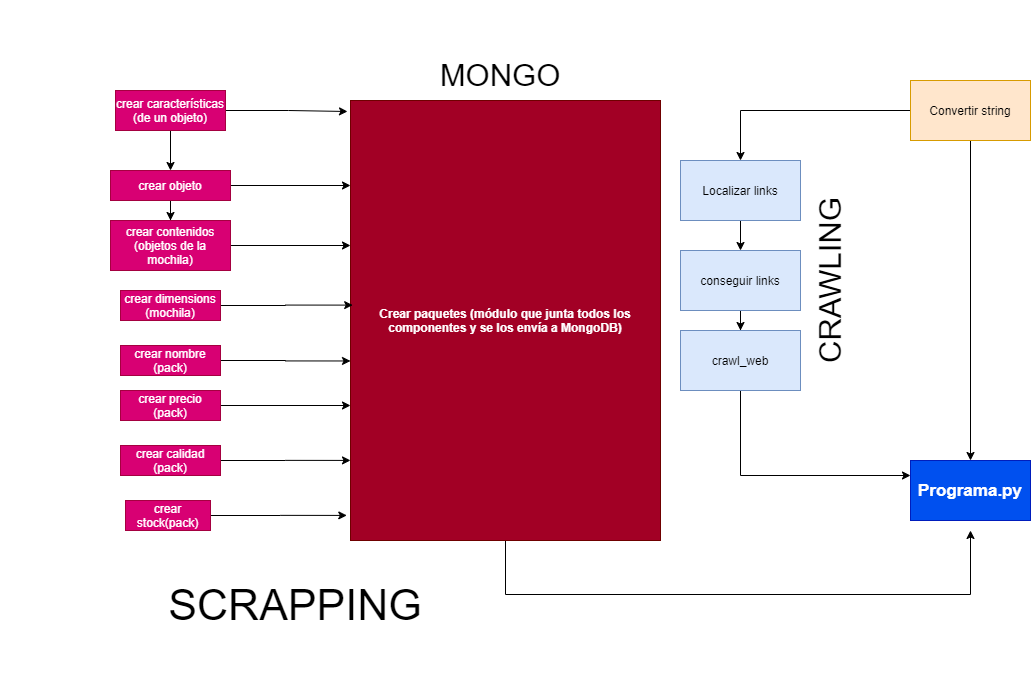 MONGO
crear características
(de un objeto)
crear objeto
crear contenidos
(objetos de la
mochila)
crear dimensions
(mochila)
crear nombre
(pack)
crear precio
(pack)
crear calidad
(pack)
crear
stock(pack)
Crear paquetes (módulo que junta todos los
componentes y se los envía a MongoDB)
SCRAPPING
Convertir string
Localizar links
conseguir links
crawl_web
CRAWLING
Programa.py